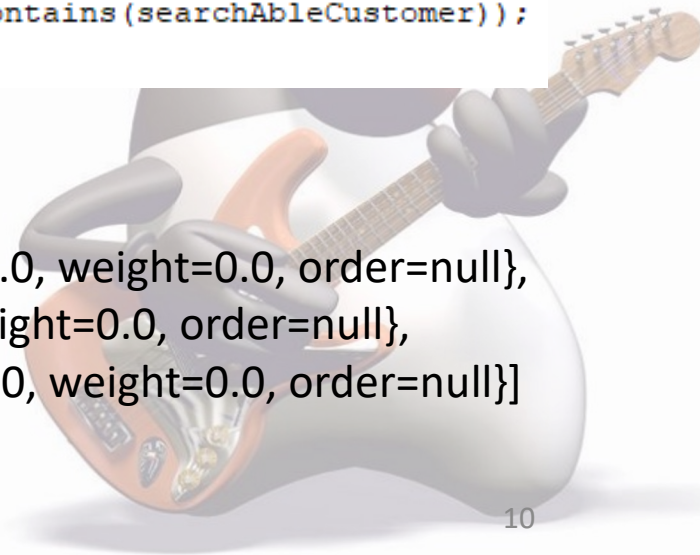 ontains(searchAbleCustomer));
.0, weight=0.0, order=null},
ight=0.0, order=null},
0, weight=0.0, order=null}]
10